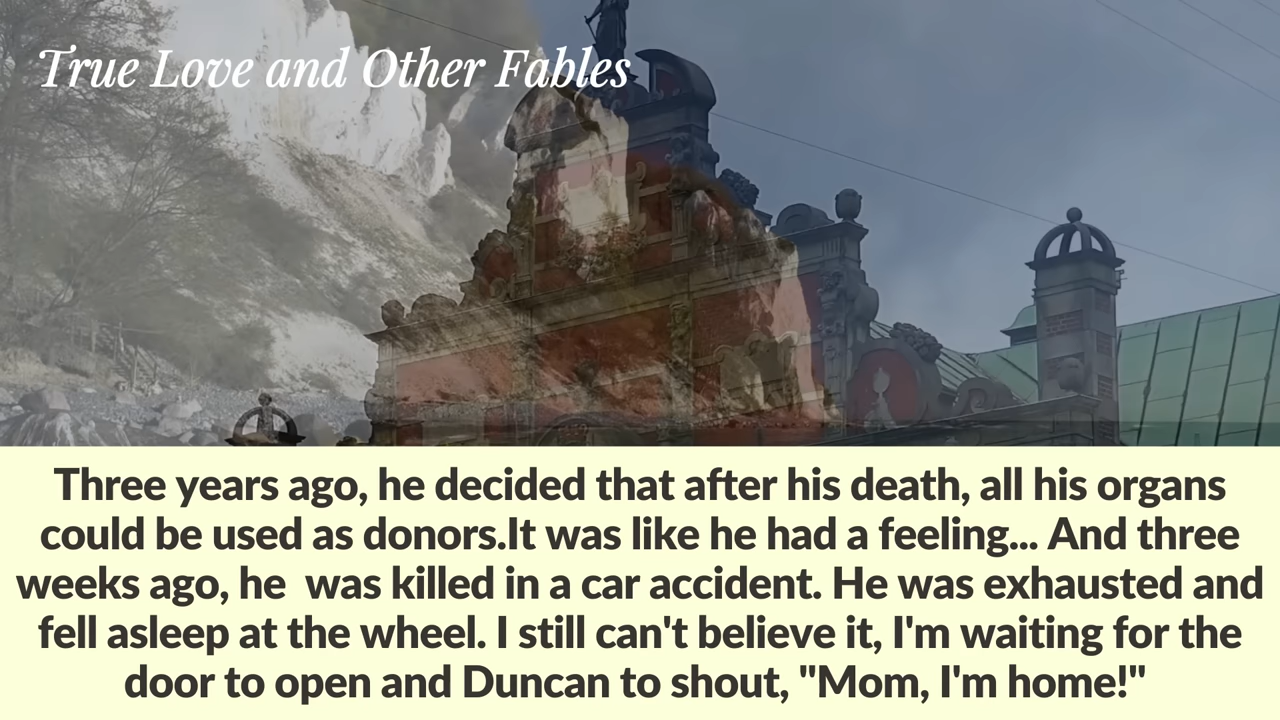 True Love and Other Fables
Three years ago, he decided that after his death, all his organs
could be used as donors.It was like he had a feeling... And three
weeks ago, he  was killed in a car accident. He was exhausted and
fell asleep at the wheel. I still can't believe it, I'm waiting for the
door to open and Duncan to shout, "Mom, I'm home!"